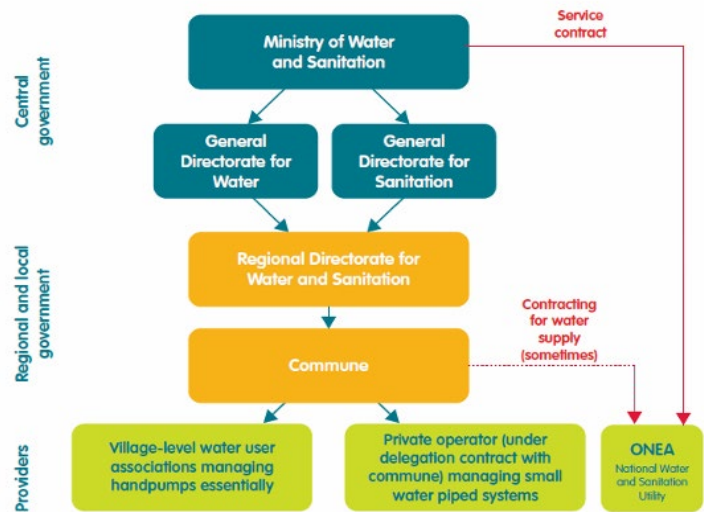 Central
government
Ministry of Water
and Sanitation
Service
contract
General
Directorate for
Water
General
Directorate for
Sanitation
Regional and local
government
Regional Directorate for
Water and Sanitation
Contracting
for water
supply
(sometimes)
Commune
Providers
Village-level water user
associations managing
handpumps essentially
Private operator (under
delegation contract with
commune) managing small
water piped systems
ONEA
National Water
and Sanitation
Utility